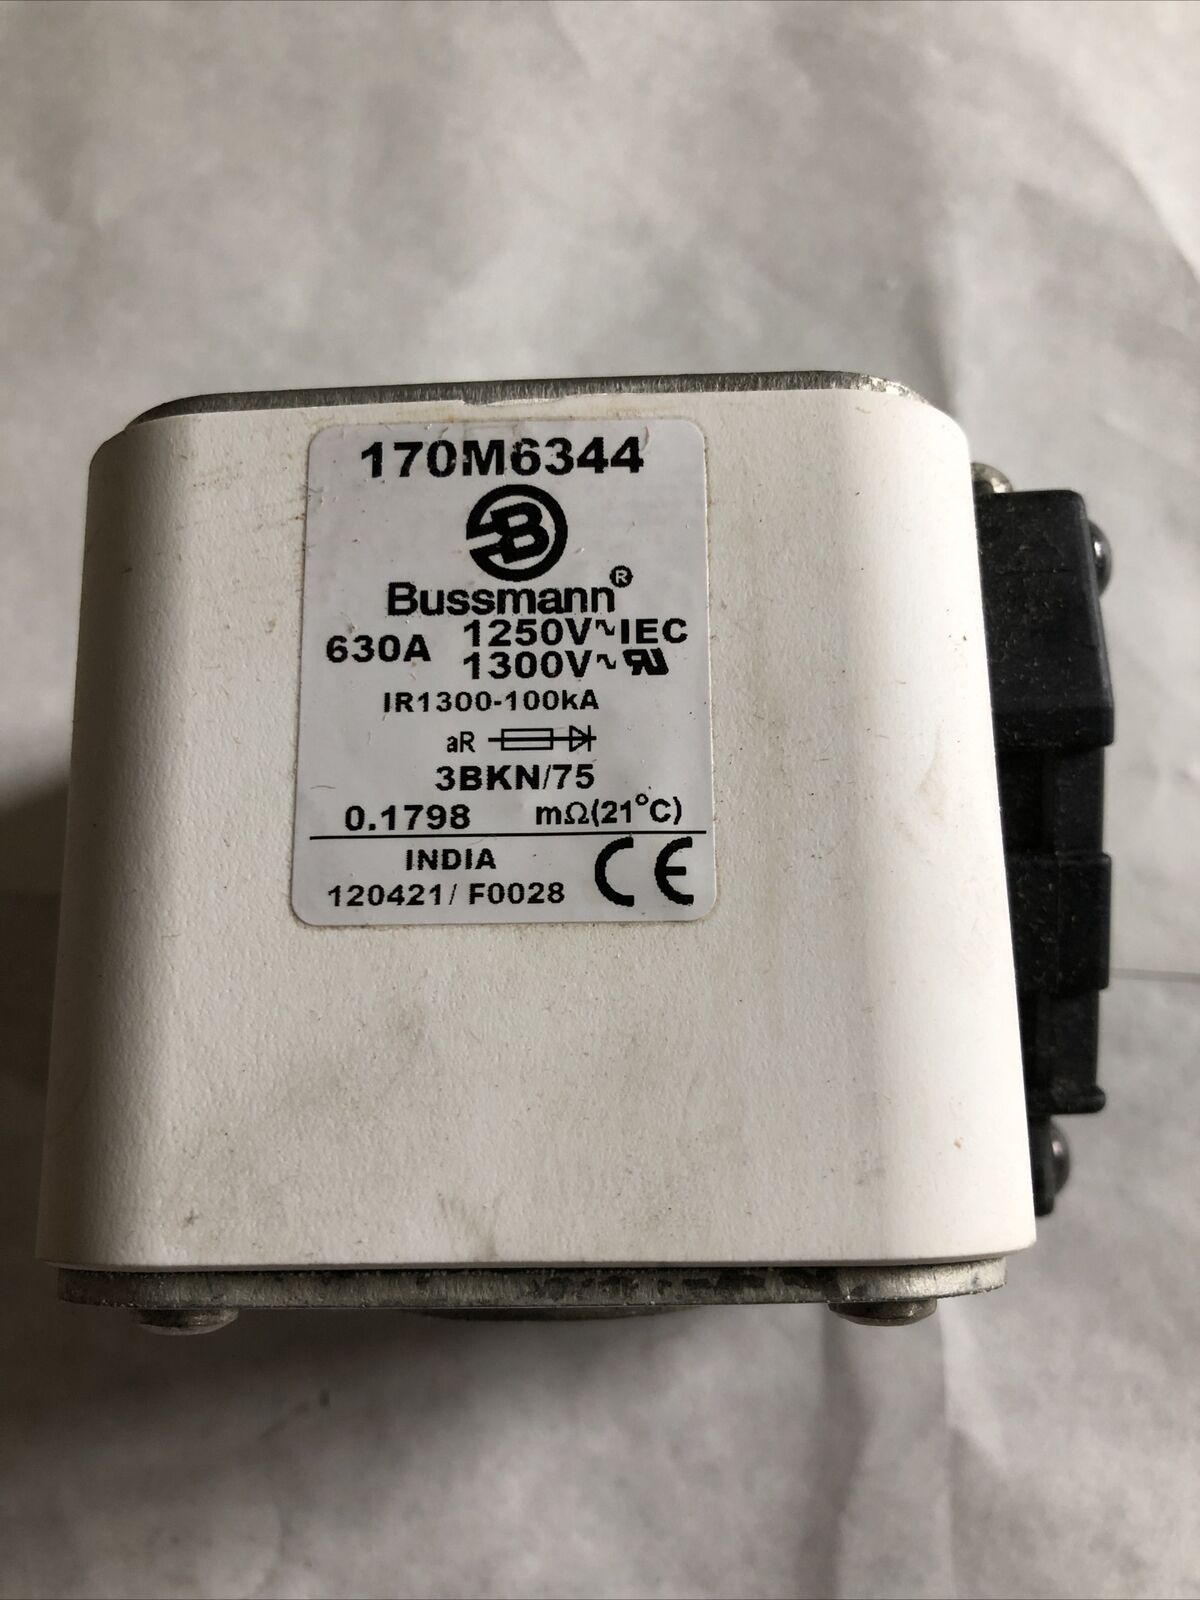 170M6344
B
Bussmann®
630A 1250V~IEC
1300V~ RU
IR1300-100kA
aR
3BKN/75
0.1798 mΩ(21°C)
INDIA
120421/ F0028 CE